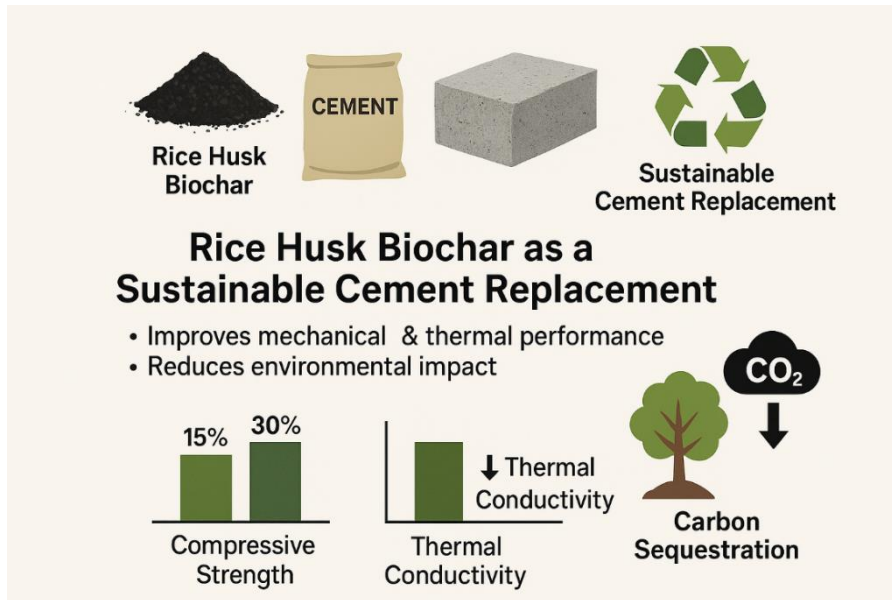 CEMENT
Rice Husk
Biochar
Sustainable
Cement Replacement
Rice Husk Biochar as a
Sustainable Cement Replacement
• Improves mechanical & thermal performance
• Reduces environmental impact
CO₂
15%
30%
Compressive
Strength
↓ Thermal
Conductivity
Thermal
Conductivity
Carbon
Sequestration